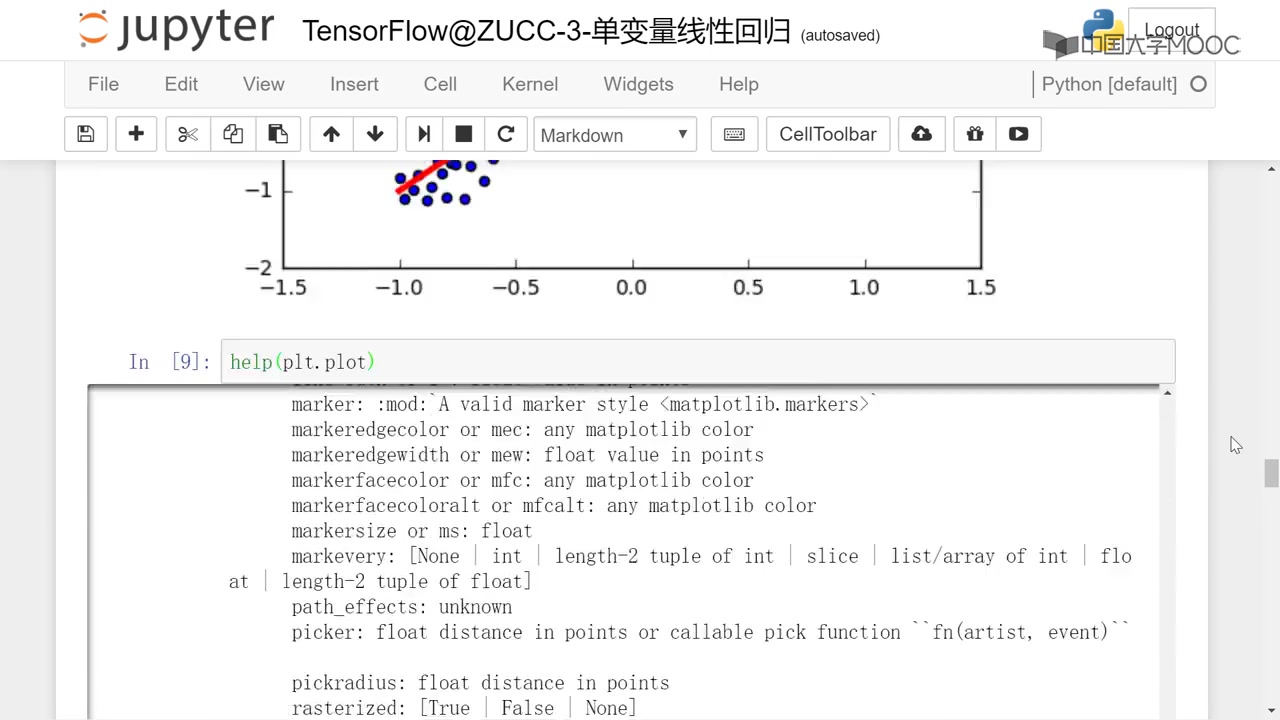 jupyter TensorFlow@ZUCC-3-单变量线性回归 (autosaved) Logout
中国大学MOOC
File Edit View Insert Cell Kernel Widgets Help Python [default]
Markdown CellToolbar
−1
−2
−1.5 −1.0 −0.5 0.0 0.5 1.0 1.5
In [9]: help(plt.plot)
marker: :mod:`A valid marker style <matplotlib.markers>`
markeredgecolor or mec: any matplotlib color
markeredgewidth or mew: float value in points
markerfacecolor or mfc: any matplotlib color
markerfacecoloralt or mfcalt: any matplotlib color
markersize or ms: float
markevery: [None | int | length-2 tuple of int | slice | list/array of int | flo
at | length-2 tuple of float]
path_effects: unknown
picker: float distance in points or callable pick function ``fn(artist, event)``
pickradius: float distance in points
rasterized: [True | False | None]